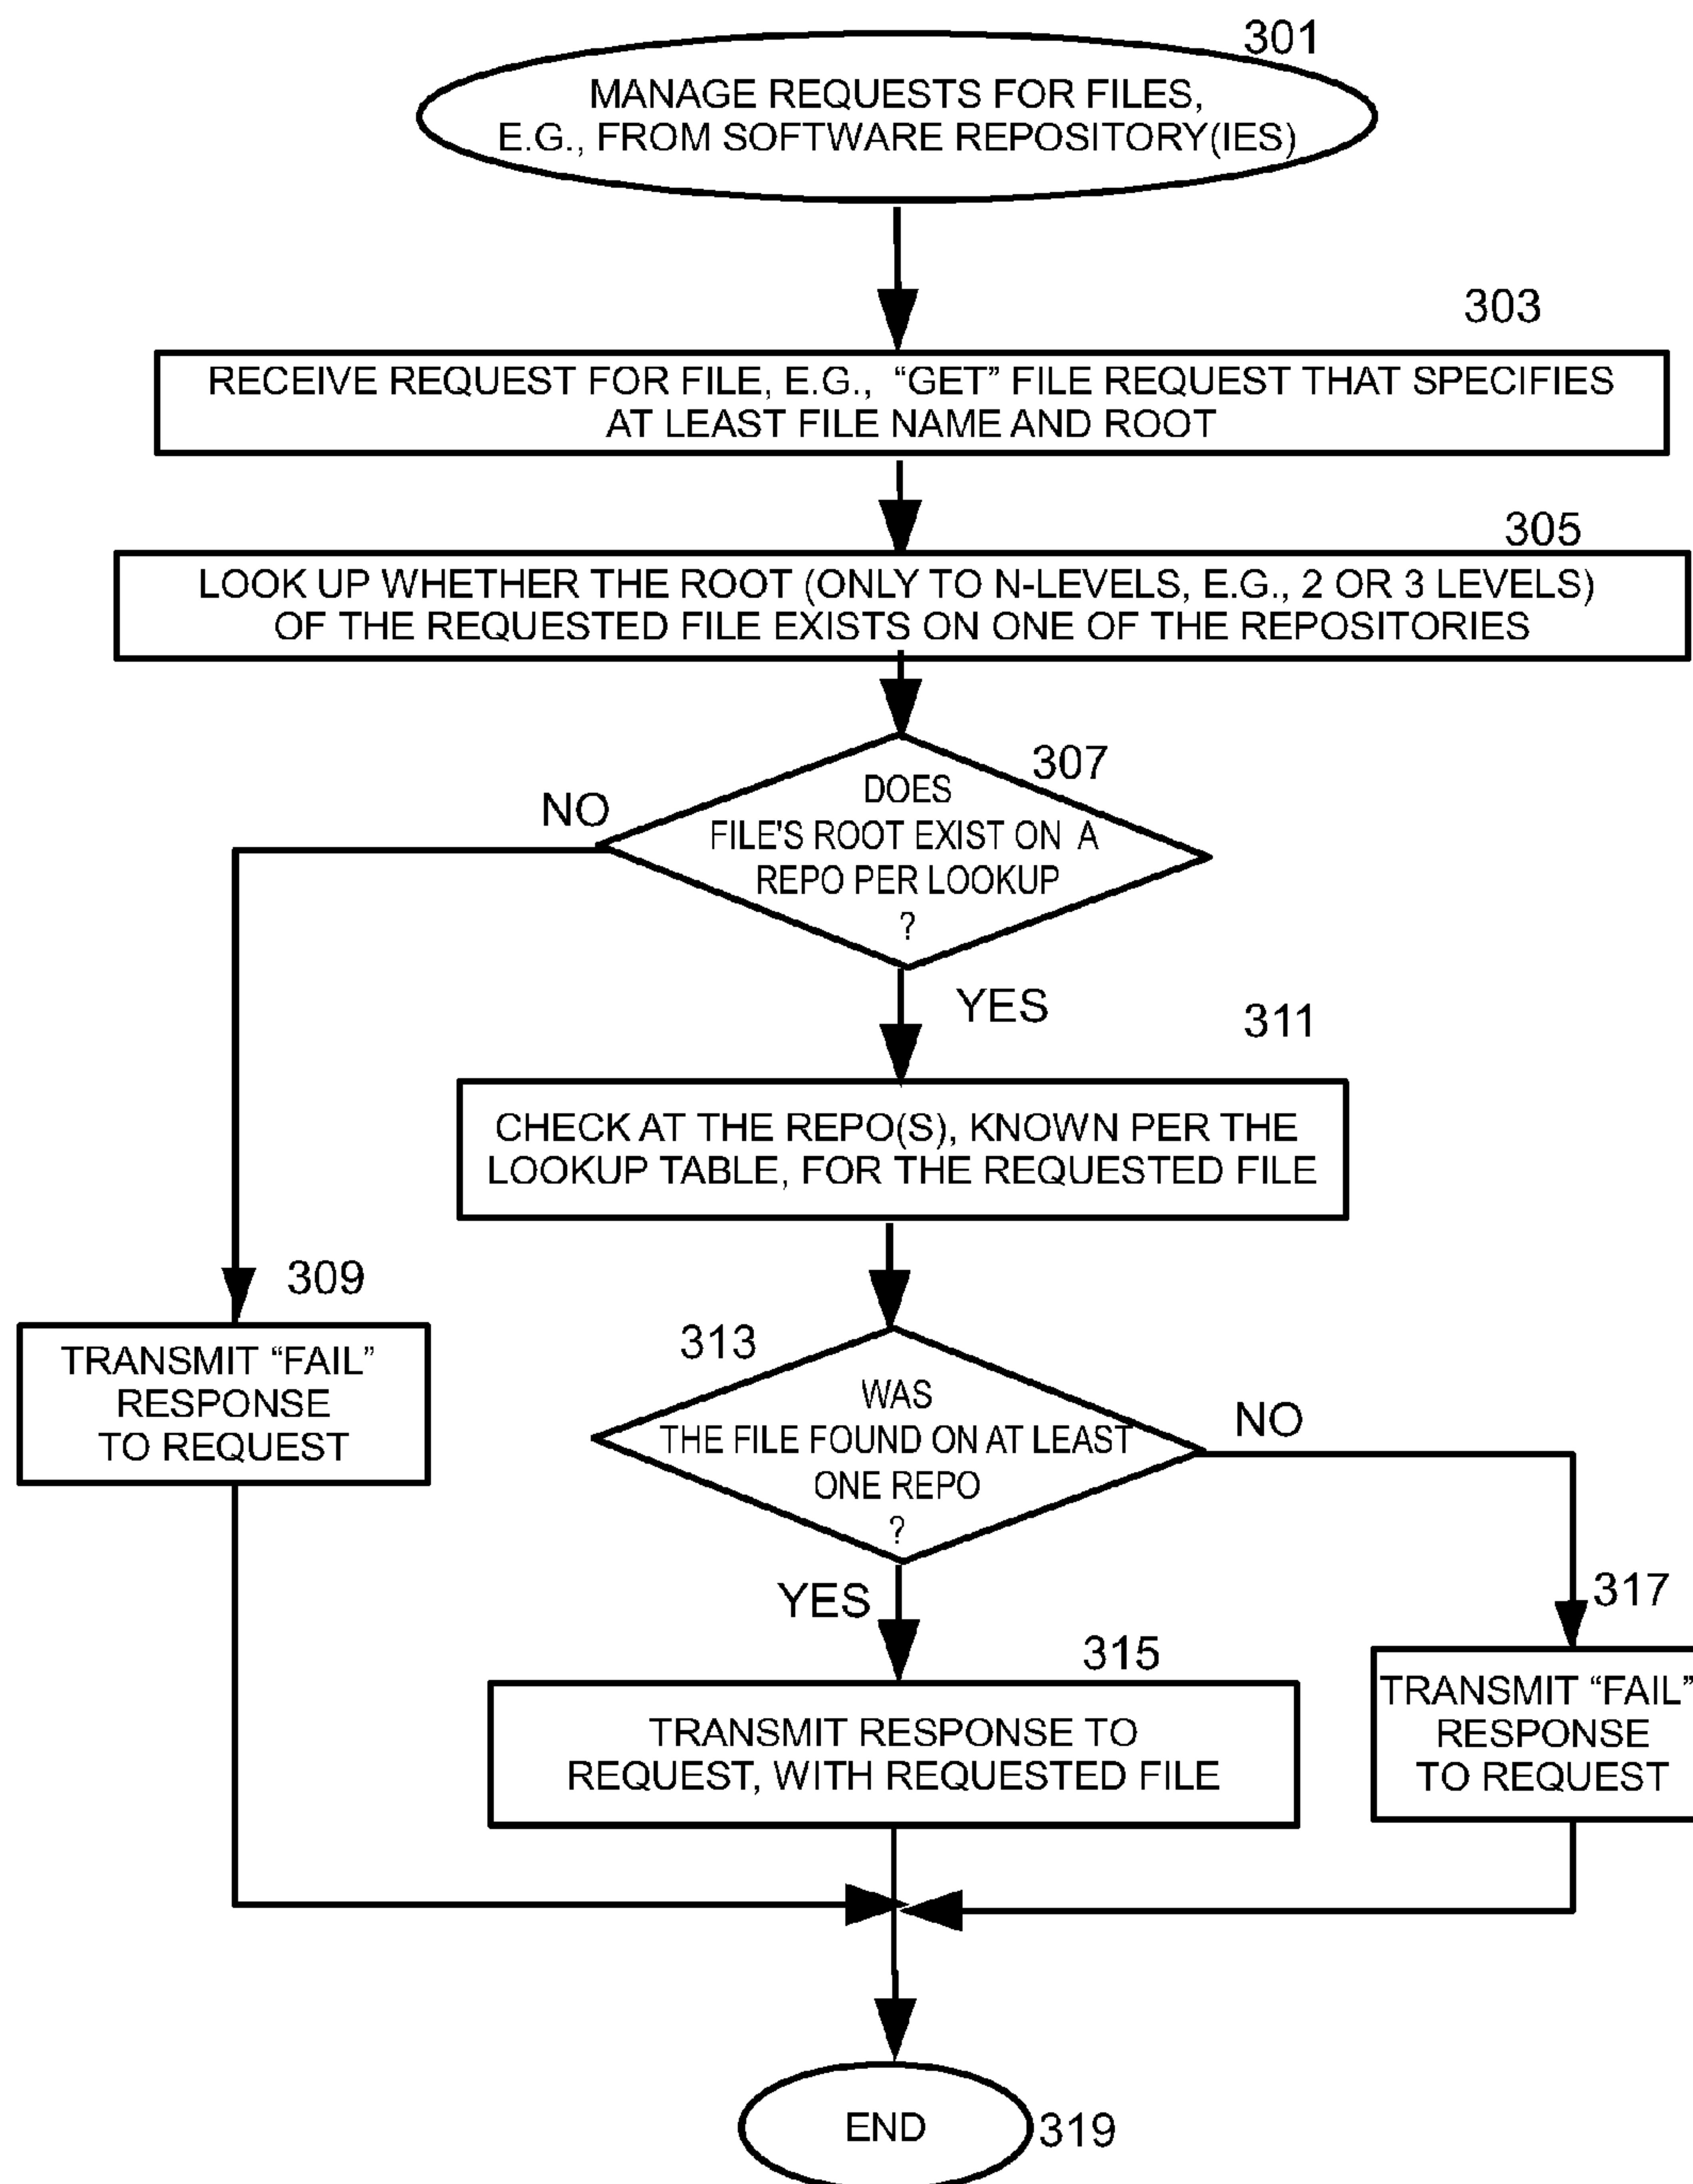 301
MANAGE REQUESTS FOR FILES,
E.G., FROM SOFTWARE REPOSITORY(IES)
303
RECEIVE REQUEST FOR FILE, E.G., “GET” FILE REQUEST THAT SPECIFIES
AT LEAST FILE NAME AND ROOT
305
LOOK UP WHETHER THE ROOT (ONLY TO N-LEVELS, E.G., 2 OR 3 LEVELS)
OF THE REQUESTED FILE EXISTS ON ONE OF THE REPOSITORIES
307
NO
DOES
FILE'S ROOT EXIST ON A
REPO PER LOOKUP
?
YES
311
CHECK AT THE REPO(S), KNOWN PER THE
LOOKUP TABLE, FOR THE REQUESTED FILE
309
TRANSMIT “FAIL”
RESPONSE
TO REQUEST
313
WAS
THE FILE FOUND ON AT LEAST
ONE REPO
?
NO
YES
317
315
TRANSMIT RESPONSE TO
REQUEST, WITH REQUESTED FILE
TRANSMIT “FAIL”
RESPONSE
TO REQUEST
END
319